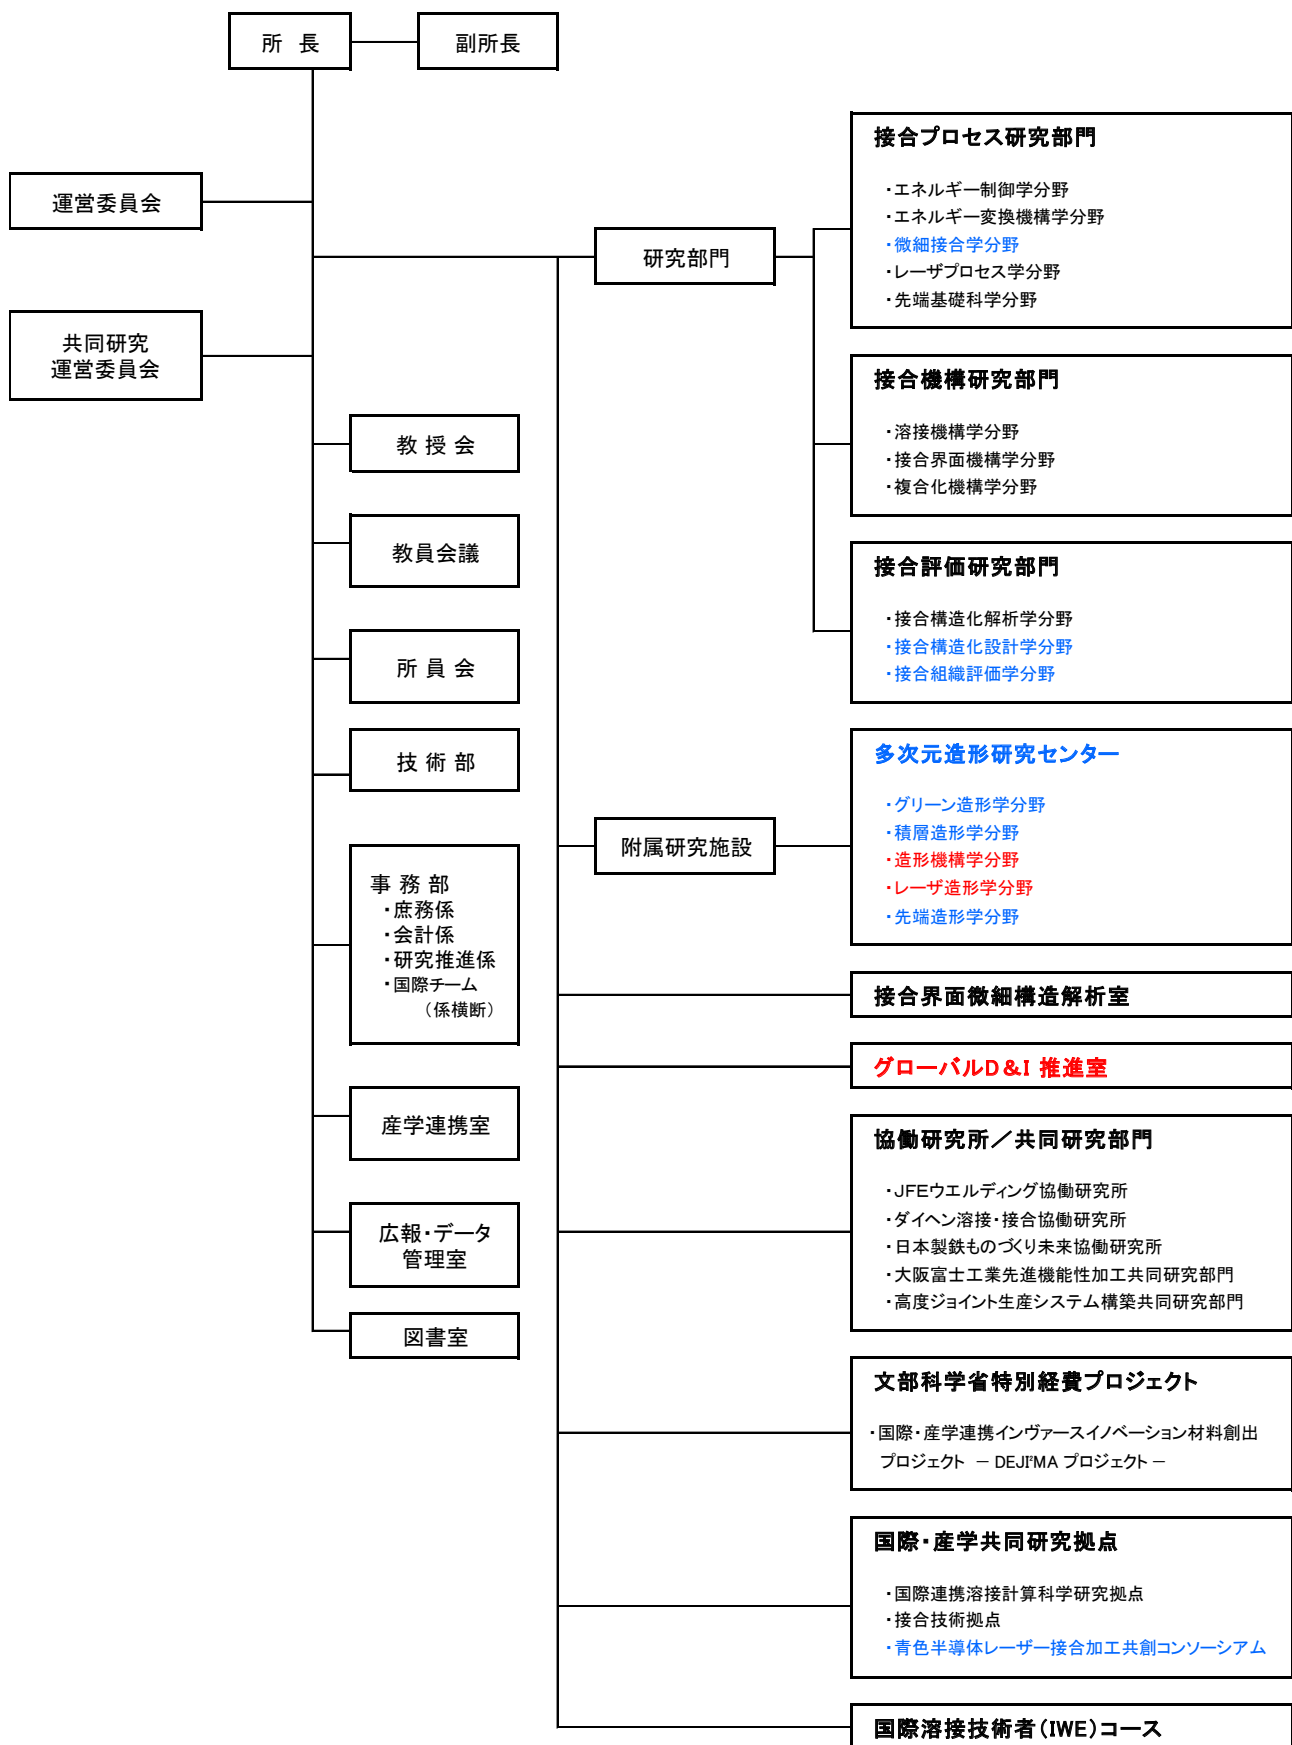 所 長
副所長
運営委員会
共同研究
運営委員会
教 授 会
教員会議
所 員 会
技 術 部
事 務 部
・庶務係
・会計係
・研究推進係
・国際チーム
（係横断）
産学連携室
広報・データ
管理室
図書室
研究部門
接合プロセス研究部門
・エネルギー制御学分野
・エネルギー変換機構学分野
・微細接合学分野
・レーザプロセス学分野
・先端基礎科学分野
接合機構研究部門
・溶接機構学分野
・接合界面機構学分野
・複合化機構学分野
接合評価研究部門
・接合構造化解析学分野
・接合構造化設計学分野
・接合組織評価学分野
附属研究施設
多次元造形研究センター
・グリーン造形学分野
・積層造形学分野
・造形機構学分野
・レーザ造形学分野
・先端造形学分野
接合界面微細構造解析室
グローバルD＆I 推進室
協働研究所／共同研究部門
・JFEウエルディング協働研究所
・ダイヘン溶接・接合協働研究所
・日本製鉄ものづくり未来協働研究所
・大阪富士工業先進機能性加工共同研究部門
・高度ジョイント生産システム構築共同研究部門
文部科学省特別経費プロジェクト
・国際・産学連携インヴァースイノベーション材料創出
プロジェクト － DEJI²MA プロジェクト－
国際・産学共同研究拠点
・国際連携溶接計算科学研究拠点
・接合技術拠点
・青色半導体レーザー接合加工共創コンソーシアム
国際溶接技術者（IWE）コース